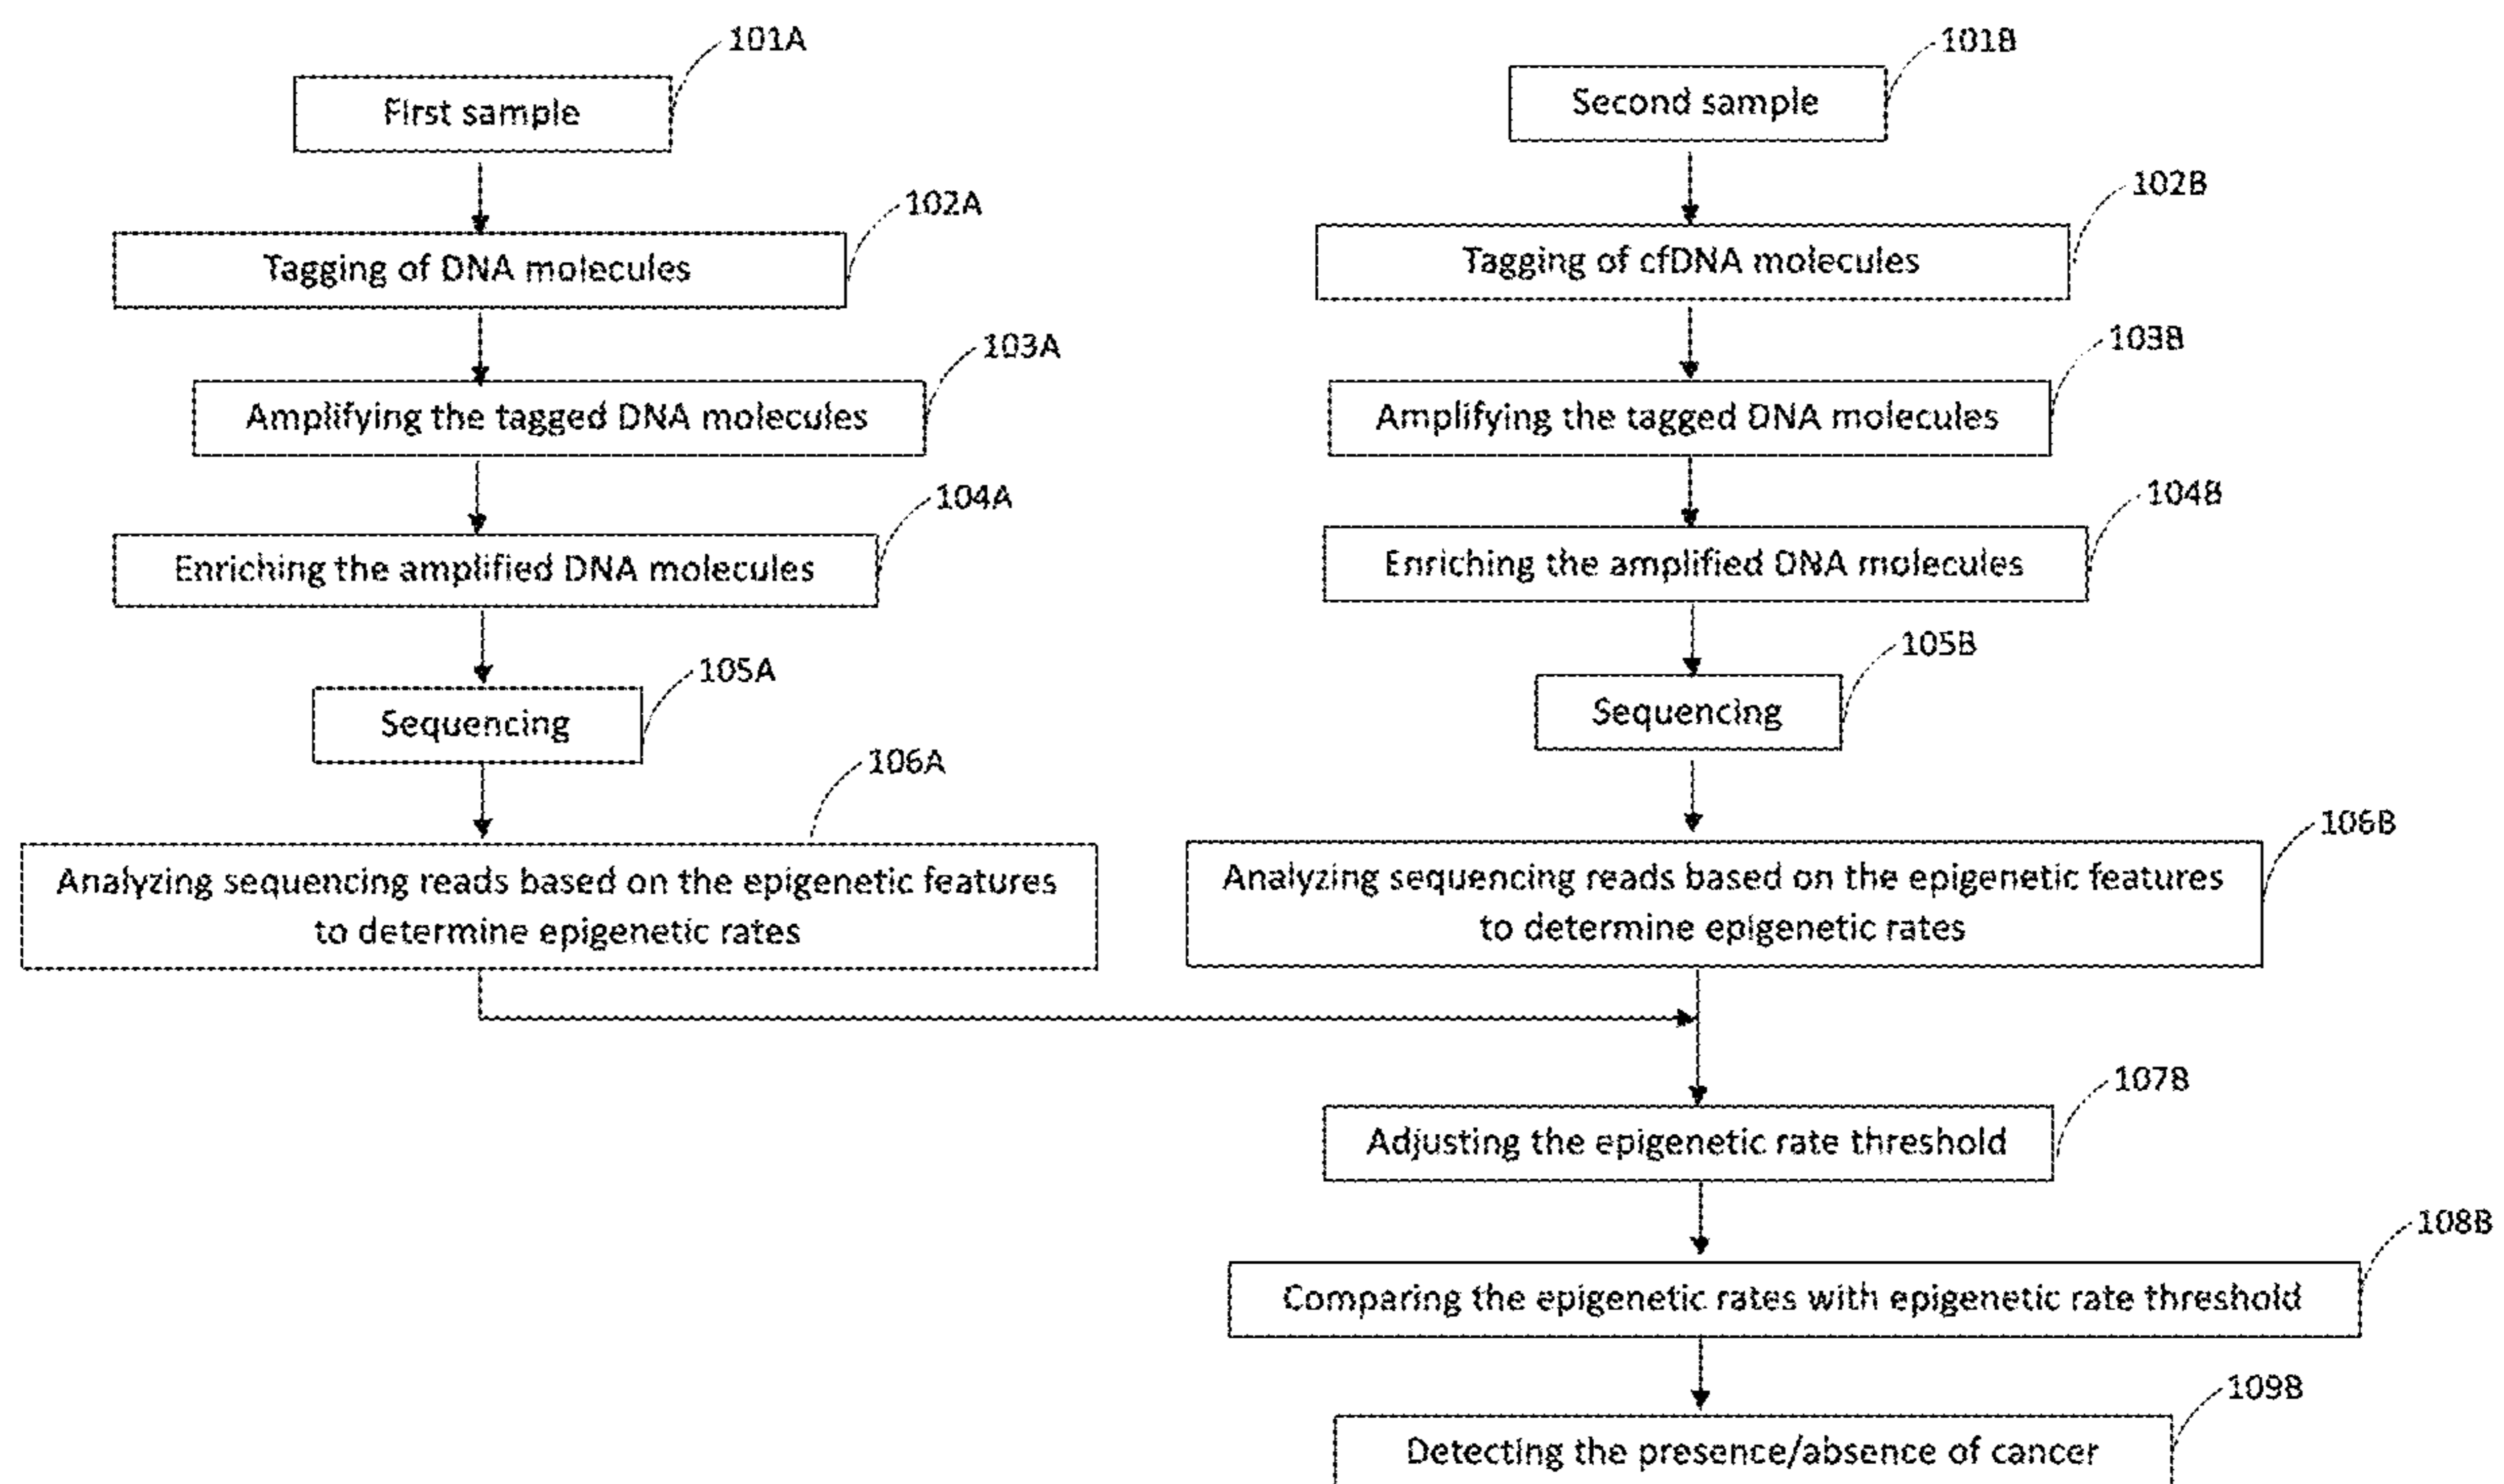 101A
First sample
102A
Tagging of DNA molecules
103A
Amplifying the tagged DNA molecules
104A
Enriching the amplified DNA molecules
105A
Sequencing
106A
Analyzing sequencing reads based on the epigenetic features
to determine epigenetic rates
101B
Second sample
102B
Tagging of cfDNA molecules
103B
Amplifying the tagged DNA molecules
104B
Enriching the amplified DNA molecules
105B
Sequencing
106B
Analyzing sequencing reads based on the epigenetic features
to determine epigenetic rates
107B
Adjusting the epigenetic rate threshold
108B
Comparing the epigenetic rates with epigenetic rate threshold
109B
Detecting the presence/absence of cancer